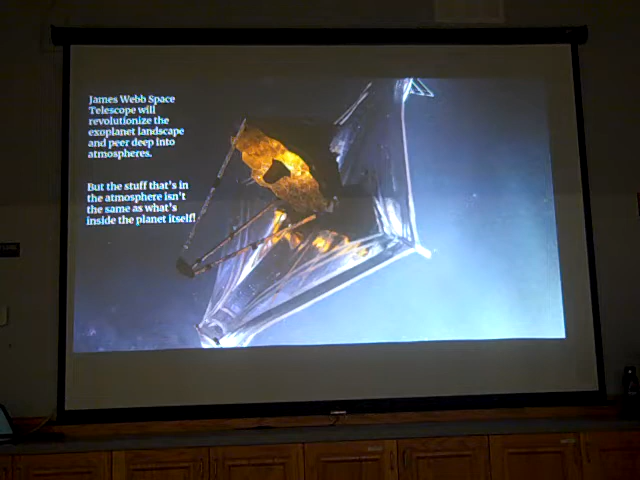 James Webb Space
Telescope will
revolutionize the
exoplanet landscape
and peer deep into
atmospheres.
But the stuff that's in
the atmosphere isn't
the same as what's
inside the planet itself!